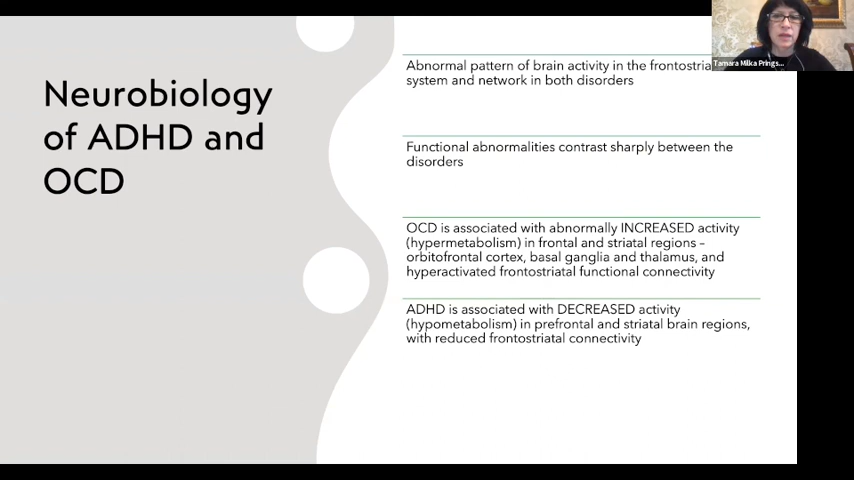 Neurobiology
of ADHD and
OCD
Abnormal pattern of brain activity in the frontostria
system and network in both disorders
Functional abnormalities contrast sharply between the
disorders
OCD is associated with abnormally INCREASED activity
(hypermetabolism) in frontal and striatal regions –
orbitofrontal cortex, basal ganglia and thalamus, and
hyperactivated frontostriatal functional connectivity
ADHD is associated with DECREASED activity
(hypometabolism) in prefrontal and striatal brain regions,
with reduced frontostriatal connectivity
Tamara Milka Prings...